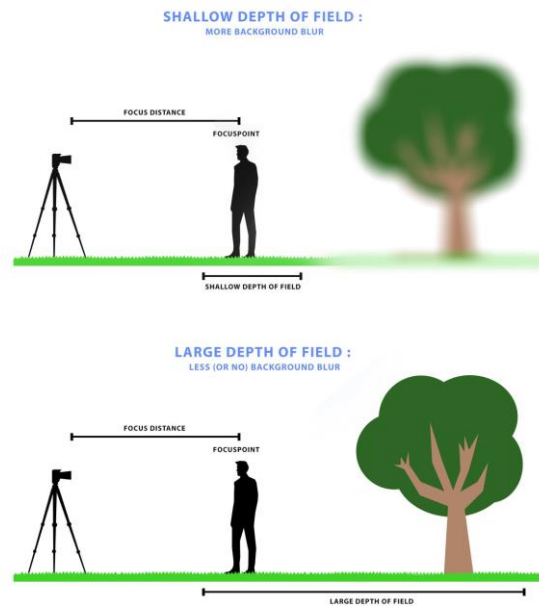 SHALLOW DEPTH OF FIELD :
MORE BACKGROUND BLUR
FOCUS DISTANCE
FOCUSPOINT
SHALLOW DEPTH OF FIELD
LARGE DEPTH OF FIELD :
LESS (OR NO) BACKGROUND BLUR
FOCUS DISTANCE
FOCUSPOINT
LARGE DEPTH OF FIELD